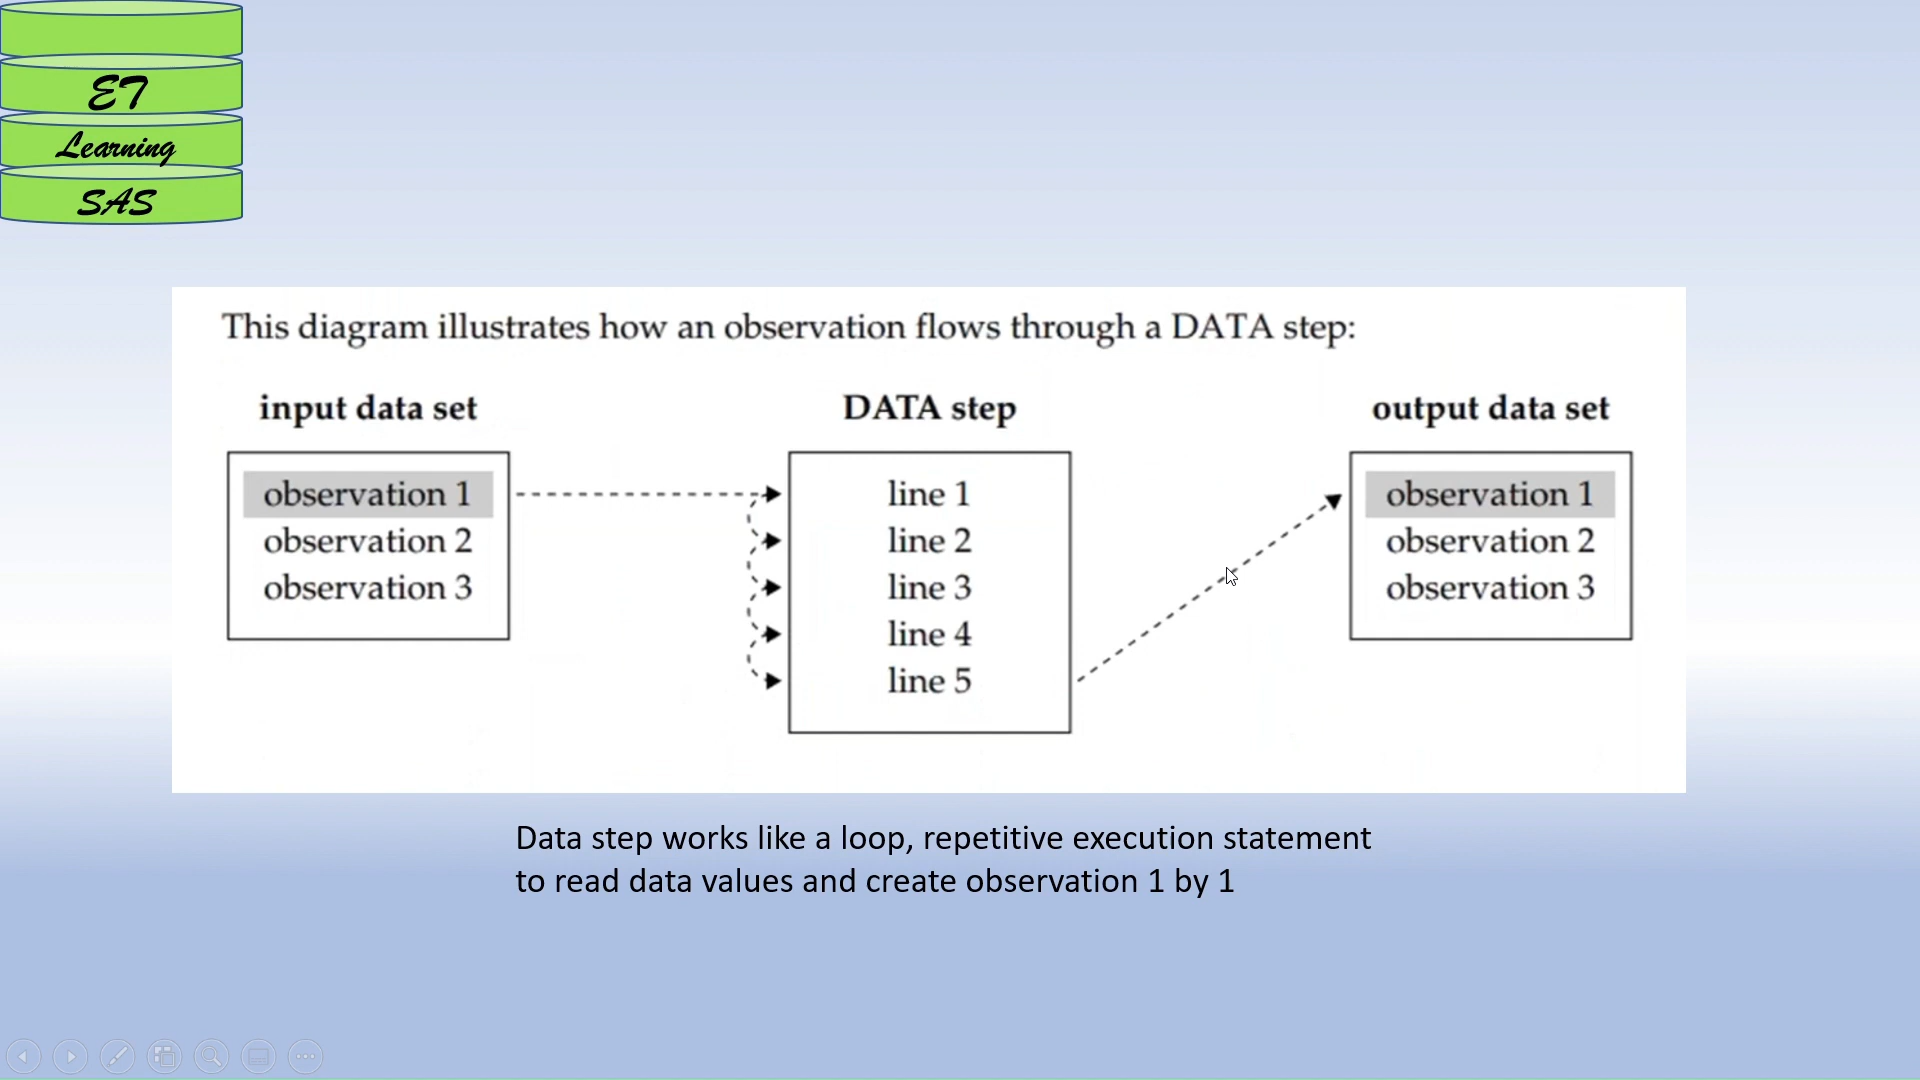 ET
Learning
SAS
This diagram illustrates how an observation flows through a DATA step:
input data set
observation 1
observation 2
observation 3
DATA step
line 1
line 2
line 3
line 4
line 5
output data set
observation 1
observation 2
observation 3
Data step works like a loop, repetitive execution statement
to read data values and create observation 1 by 1